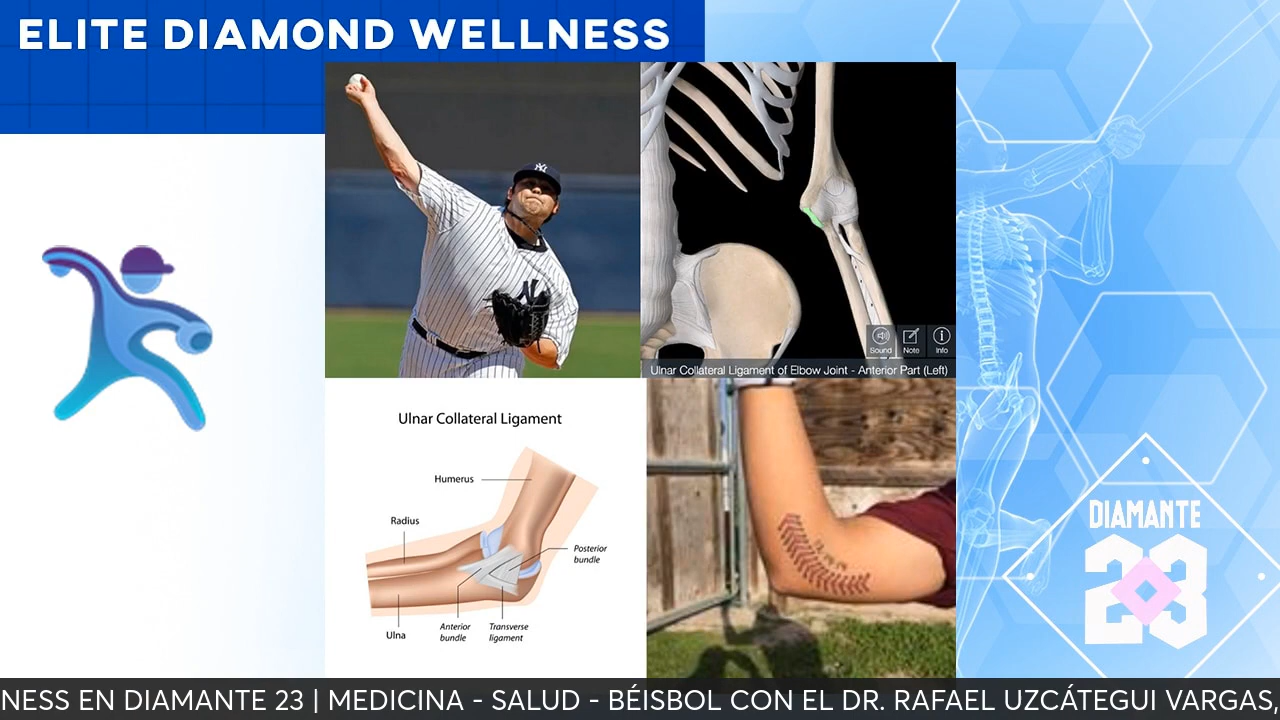 ELITE DIAMOND WELLNESS
NY
Sound
Note
Info
Ulnar Collateral Ligament of Elbow Joint - Anterior Part (Left)
Ulnar Collateral Ligament
Humerus
Radius
Posterior
bundle
Ulna
Anterior
bundle
Transverse
ligament
DIAMANTE
23
NESS EN DIAMANTE 23 | MEDICINA - SALUD - BÉISBOL CON EL DR. RAFAEL UZCÁTEGUI VARGAS,